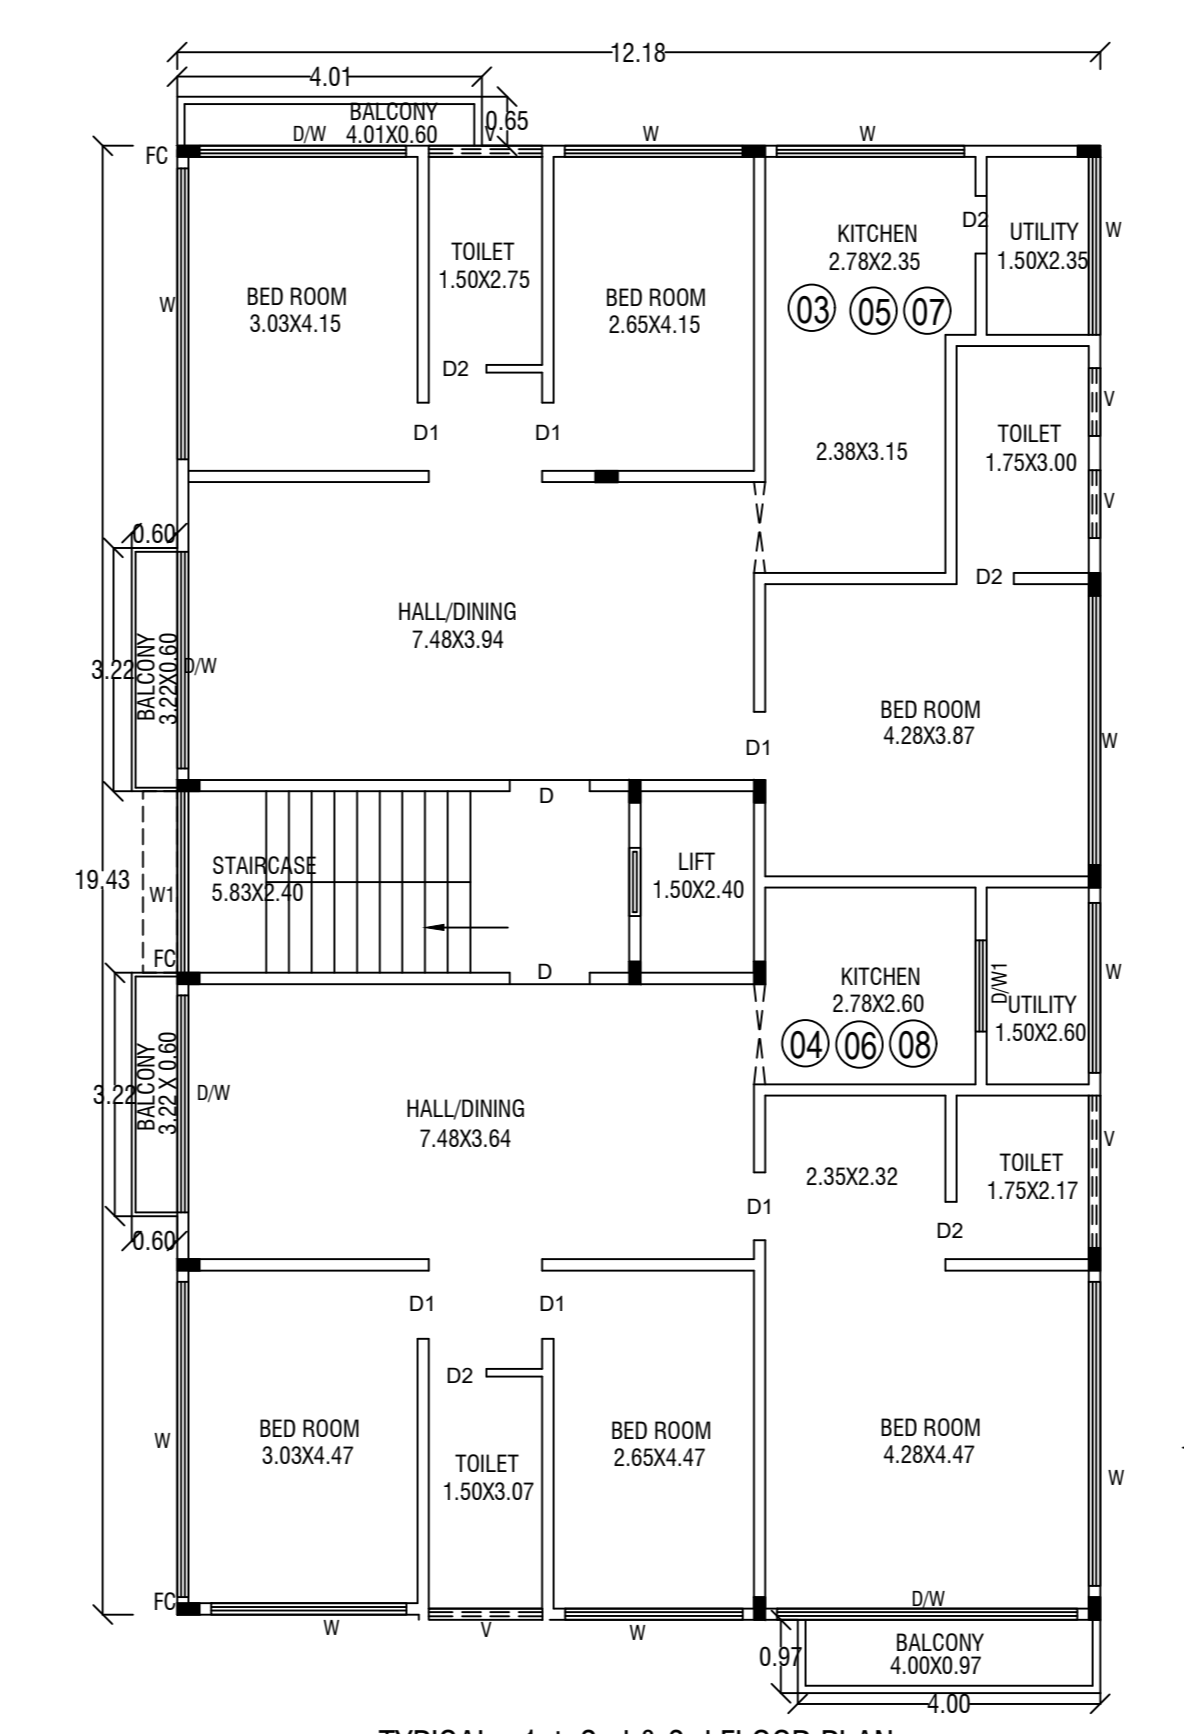 12.18
4.01
BALCONY
4.01X0.60
0.65
D/W
V
W
W
FC
D2
KITCHEN
2.78X2.35
UTILITY
1.50X2.35
W
TOILET
1.50X2.75
BED ROOM
3.03X4.15
BED ROOM
2.65X4.15
W
03 05 07
D2
V
D1
D1
TOILET
1.75X3.00
2.38X3.15
V
0.60
D2
HALL/DINING
7.48X3.94
BALCONY
3.22X0.60
3.22
D/W
BED ROOM
4.28X3.87
D1
W
D
STAIRCASE
5.83X2.40
LIFT
1.50X2.40
19.43
W1
FC
D
KITCHEN
2.78X2.60
D/W1
UTILITY
1.50X2.60
W
04 06 08
BALCONY
3.22 X 0.60
3.22
D/W
HALL/DINING
7.48X3.64
V
TOILET
1.75X2.17
2.35X2.32
D1
D2
0.60
D1
D1
D2
BED ROOM
3.03X4.47
TOILET
1.50X3.07
BED ROOM
2.65X4.47
BED ROOM
4.28X4.47
W
W
FC
D/W
W
V
W
BALCONY
4.00X0.97
0.97
4.00
TYPICAL FLOOR PLAN